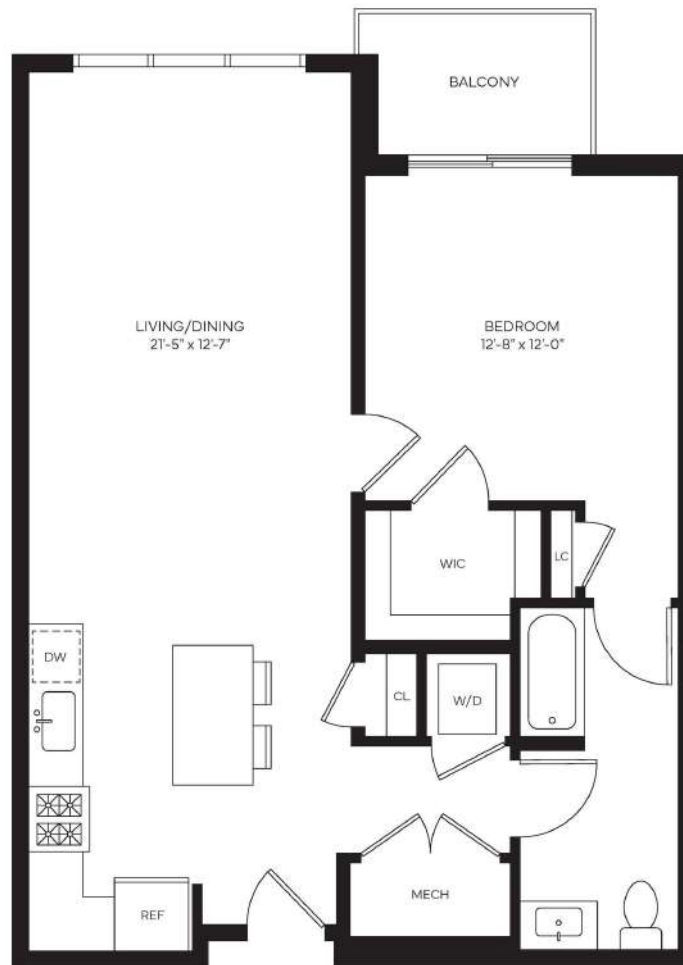 BALCONY
LIVING/DINING
21'-5" x 12'-7"
BEDROOM
12'-8" x 12'-0"
WIC
LC
DW
CL
W/D
REF
MECH